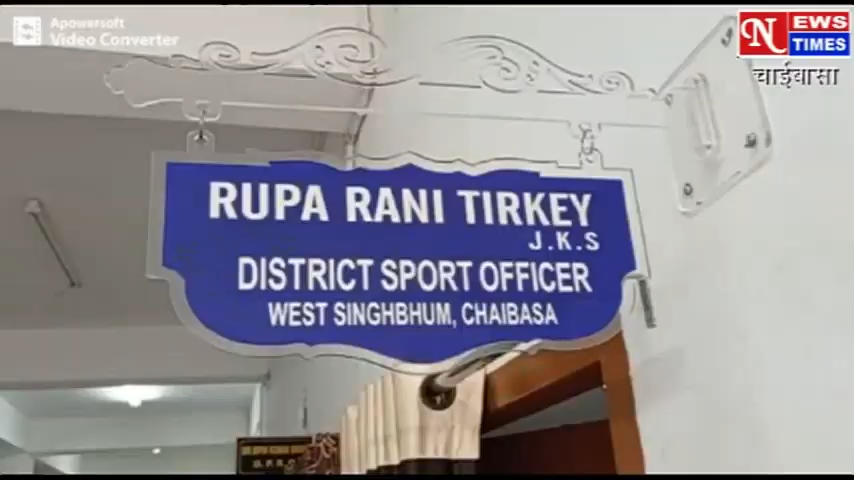 Apowersoft
Video Converter
NEWS
TIMES
चाईबासा
RUPA RANI TIRKEY
J.K.S
DISTRICT SPORT OFFICER
WEST SINGHBHUM, CHAIBASA